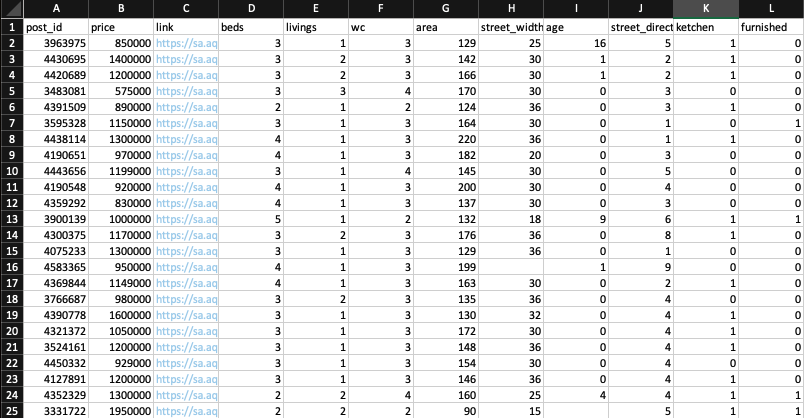 A B C D E F G H I J K L
1 post_id price link beds livings wc area street_width age street_direct ketchen furnished
2 3963975 850000 https://sa.aq 3 1 3 129 25 16 5 1 0
3 4430695 1400000 https://sa.aq 3 2 3 142 30 1 2 1 0
4 4420689 1200000 https://sa.aq 3 2 3 166 30 1 2 1 0
5 3483081 575000 https://sa.aq 3 3 4 170 30 0 3 0 0
6 4391509 890000 https://sa.aq 2 1 2 124 36 0 3 1 0
7 3595328 1150000 https://sa.aq 3 1 3 164 30 0 1 0 1
8 4438114 1300000 https://sa.aq 4 1 3 220 36 0 1 1 0
9 4190651 970000 https://sa.aq 4 1 3 182 20 0 3 0 0
10 4443656 1199000 https://sa.aq 3 1 4 145 30 0 5 0 0
11 4190548 920000 https://sa.aq 4 1 3 200 30 0 4 0 0
12 4359292 830000 https://sa.aq 4 1 3 137 30 0 3 0 0
13 3900139 1000000 https://sa.aq 5 1 2 132 18 9 6 1 1
14 4300375 1170000 https://sa.aq 3 2 3 176 36 0 8 1 0
15 4075233 1300000 https://sa.aq 3 1 3 129 36 0 1 0 0
16 4583365 950000 https://sa.aq 4 1 3 199 1 9 0 0
17 4369844 1149000 https://sa.aq 4 1 3 163 30 0 2 1 0
18 3766687 980000 https://sa.aq 3 2 3 135 36 0 4 0 0
19 4390778 1600000 https://sa.aq 3 1 3 130 32 0 4 1 0
20 4321372 1050000 https://sa.aq 3 1 3 172 30 0 4 1 0
21 3524161 1200000 https://sa.aq 3 1 3 148 36 0 4 1 0
22 4450332 929000 https://sa.aq 3 1 3 154 30 0 4 0 0
23 4127891 1200000 https://sa.aq 3 1 3 146 36 0 4 1 0
24 4352329 1300000 https://sa.aq 2 2 4 160 25 4 4 1 1
25 3331722 1950000 https://sa.aq 2 2 2 90 15 5 1 0